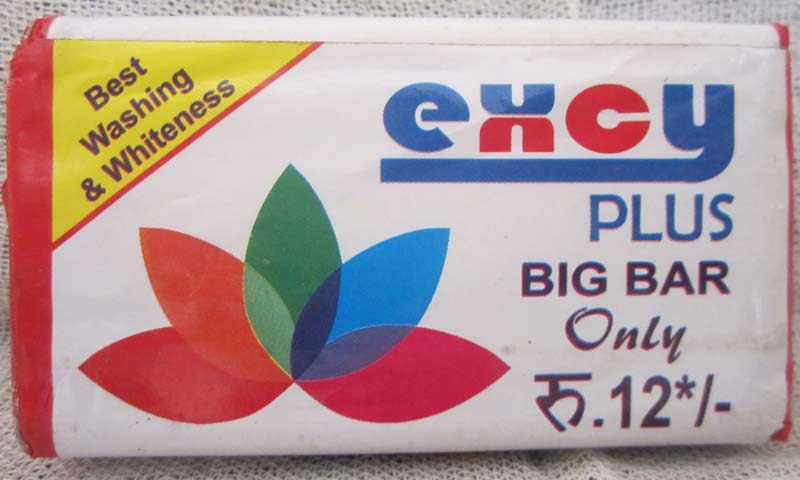 Best
Washing
& Whiteness
excy
PLUS
BIG BAR
Only
रु.12*/-